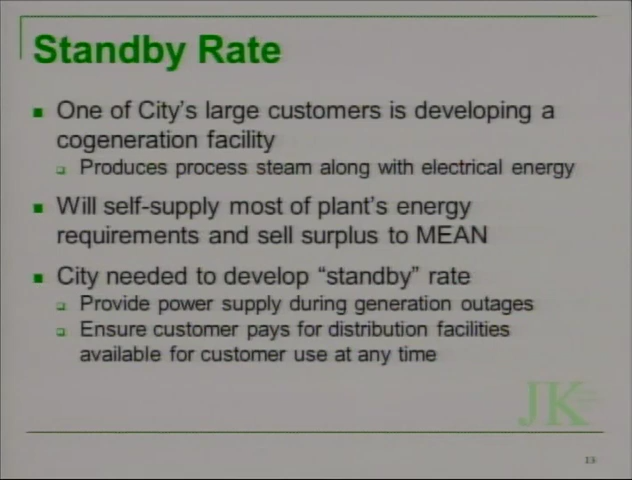 Standby Rate
One of City's large customers is developing a
cogeneration facility
Produces process steam along with electrical energy
Will self-supply most of plant's energy
requirements and sell surplus to MEAN
City needed to develop "standby" rate
Provide power supply during generation outages
Ensure customer pays for distribution facilities
available for customer use at any time
JK
13